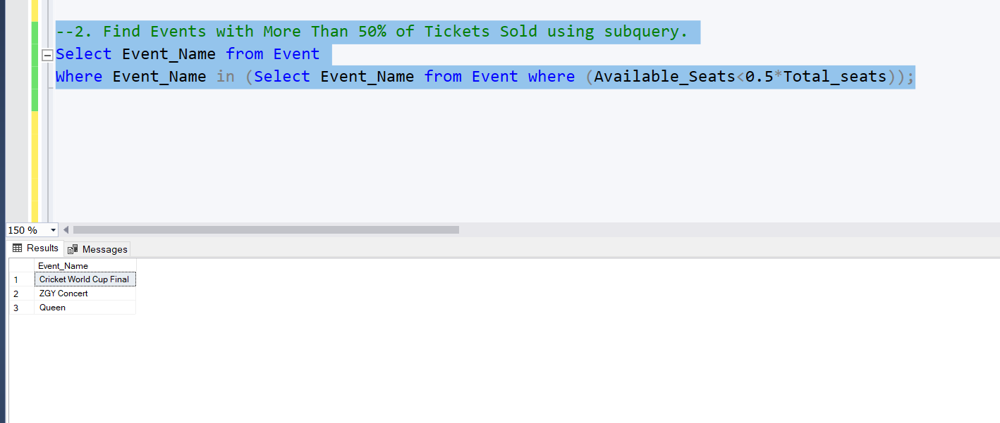 --2. Find Events with More Than 50% of Tickets Sold using subquery.
Select Event_Name from Event
Where Event_Name in (Select Event_Name from Event where (Available_Seats<0.5*Total_seats));
150 %
Results Messages
Event_Name
1 Cricket World Cup Final
2 ZGY Concert
3 Queen